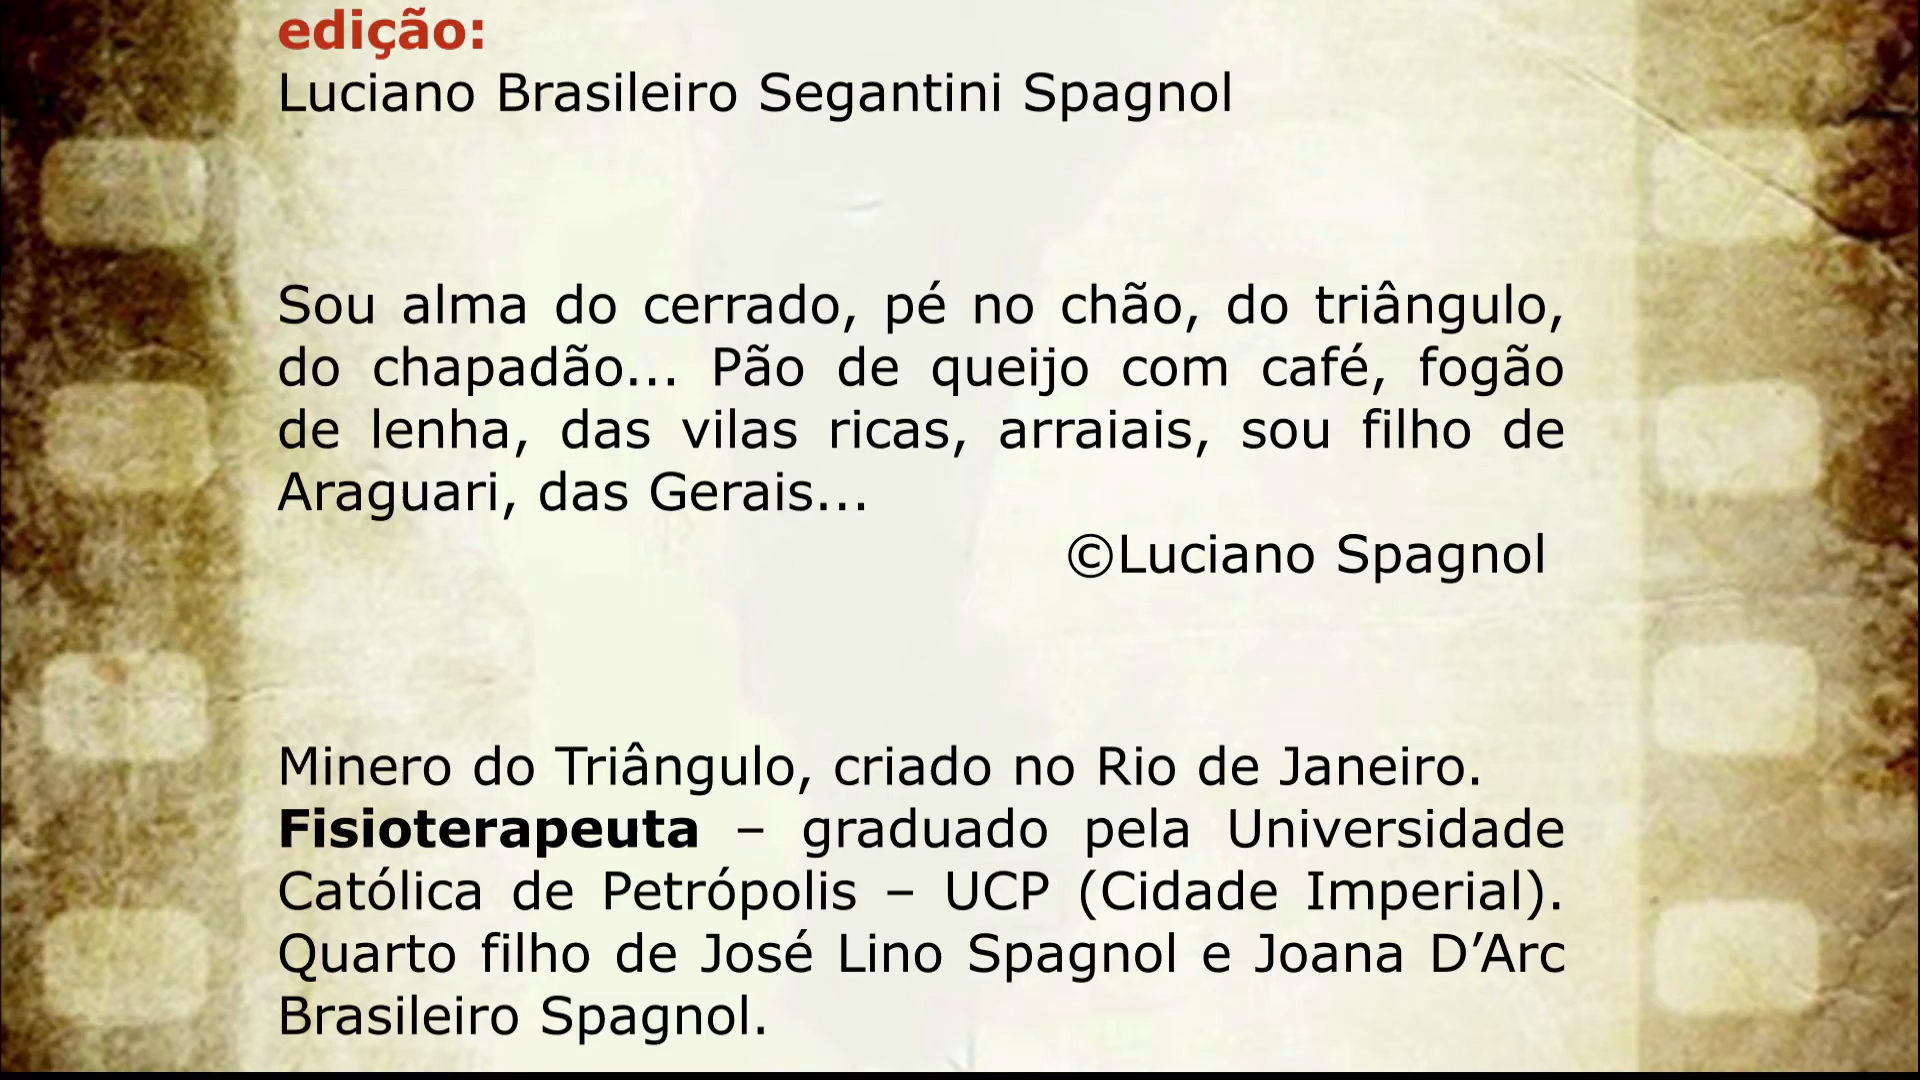 edição:
Luciano Brasileiro Segantini Spagnol
Sou alma do cerrado, pé no chão, do triângulo,
do chapadão... Pão de queijo com café, fogão
de lenha, das vilas ricas, arraiais, sou filho de
Araguari, das Gerais...
©Luciano Spagnol
Minero do Triângulo, criado no Rio de Janeiro.
Fisioterapeuta – graduado pela Universidade
Católica de Petrópolis – UCP (Cidade Imperial).
Quarto filho de José Lino Spagnol e Joana D’Arc
Brasileiro Spagnol.